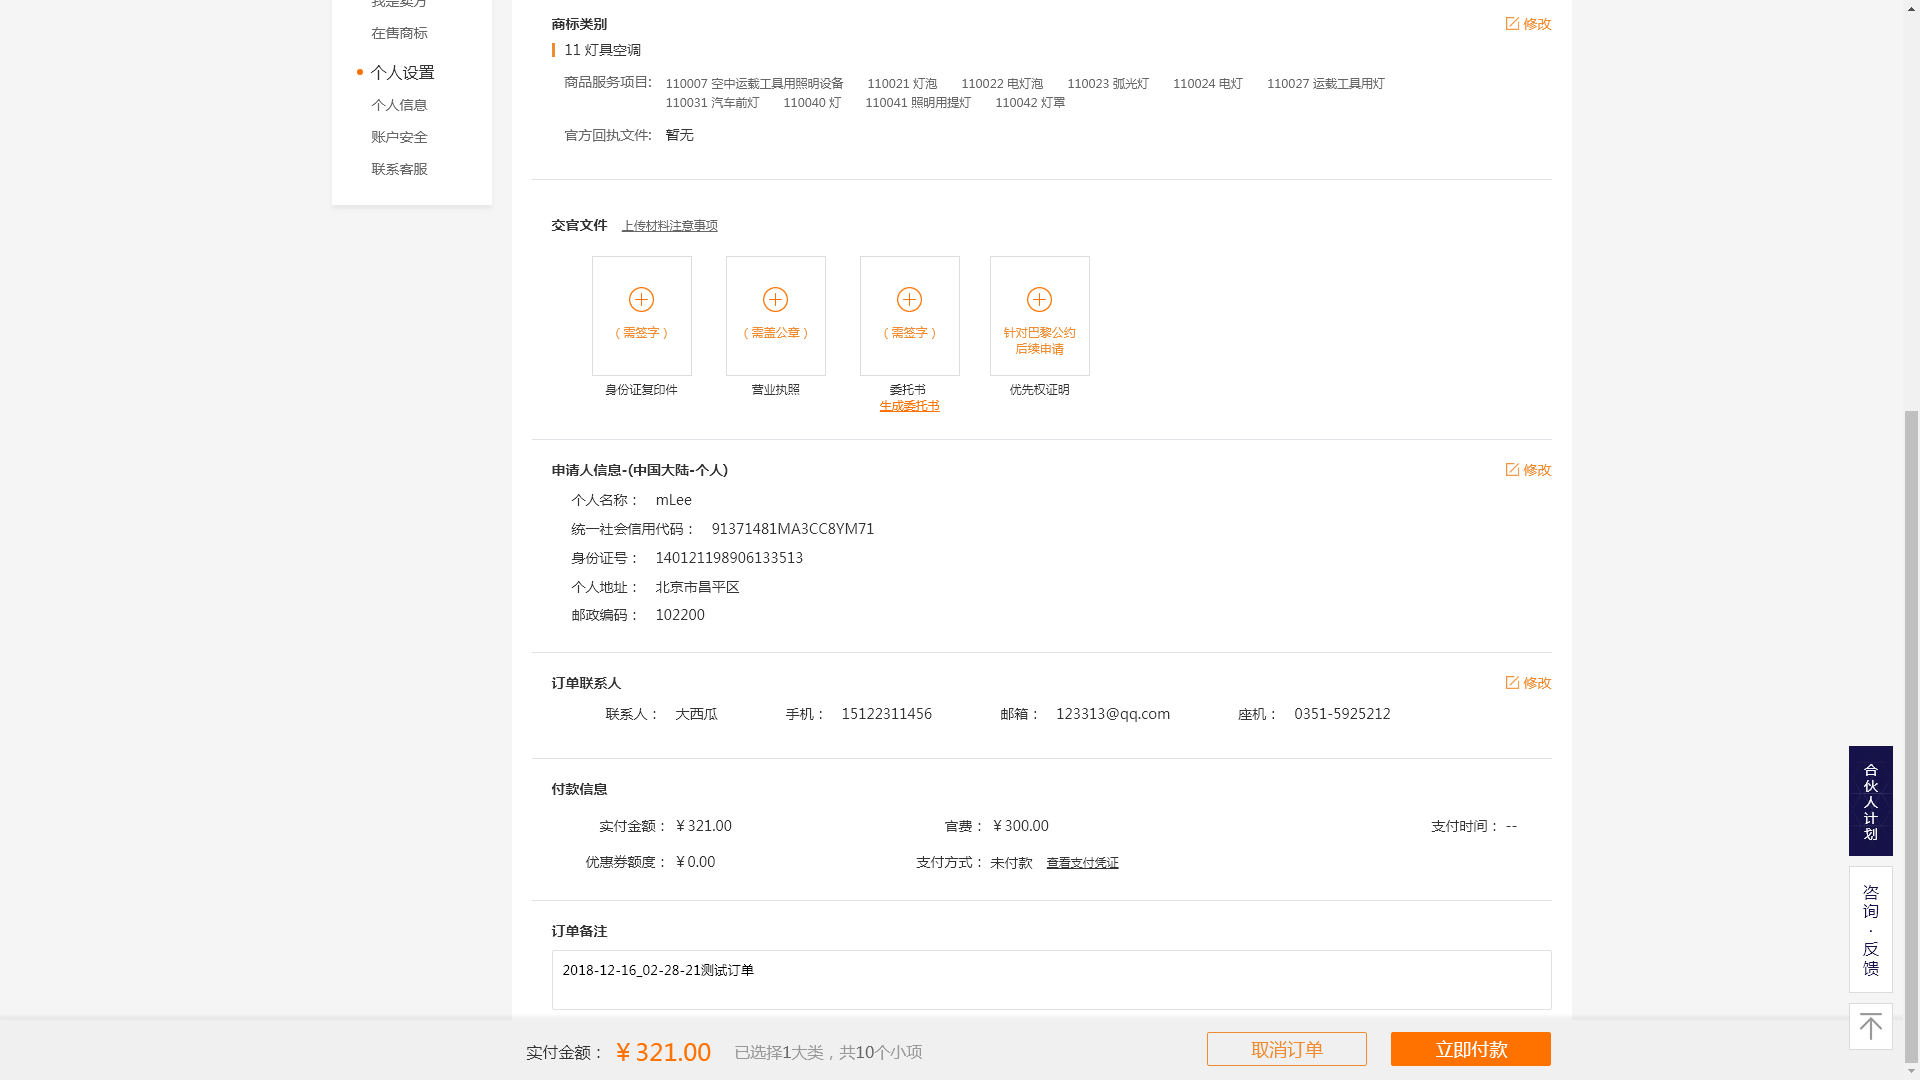 我是卖方
在售商标
个人设置
个人信息
账户安全
联系客服
商标类别
修改
11 灯具空调
商品服务项目: 110007 空中运载工具用照明设备 110021 灯泡 110022 电灯泡 110023 弧光灯 110024 电灯 110027 运载工具用灯
110031 汽车前灯 110040 灯 110041 照明用提灯 110042 灯罩
官方回执文件: 暂无
交官文件 上传材料注意事项
（需签字） （需盖公章） （需签字） 针对巴黎公约
后续申请
身份证复印件 营业执照 委托书 优先权证明
生成委托书
申请人信息-(中国大陆-个人)
修改
个人名称： mLee
统一社会信用代码： 91371481MA3CC8YM71
身份证号： 140121198906133513
个人地址： 北京市昌平区
邮政编码： 102200
订单联系人
修改
联系人： 大西瓜 手机： 15122311456 邮箱： 123313@qq.com 座机： 0351-5925212
付款信息
实付金额： ¥321.00 官费： ¥300.00 支付时间： --
优惠券额度： ¥0.00 支付方式： 未付款 查看支付凭证
订单备注
2018-12-16_02-28-21测试订单
实付金额： ¥321.00 已选择1大类，共10个小项
取消订单
立即付款
合伙人计划
咨询·反馈